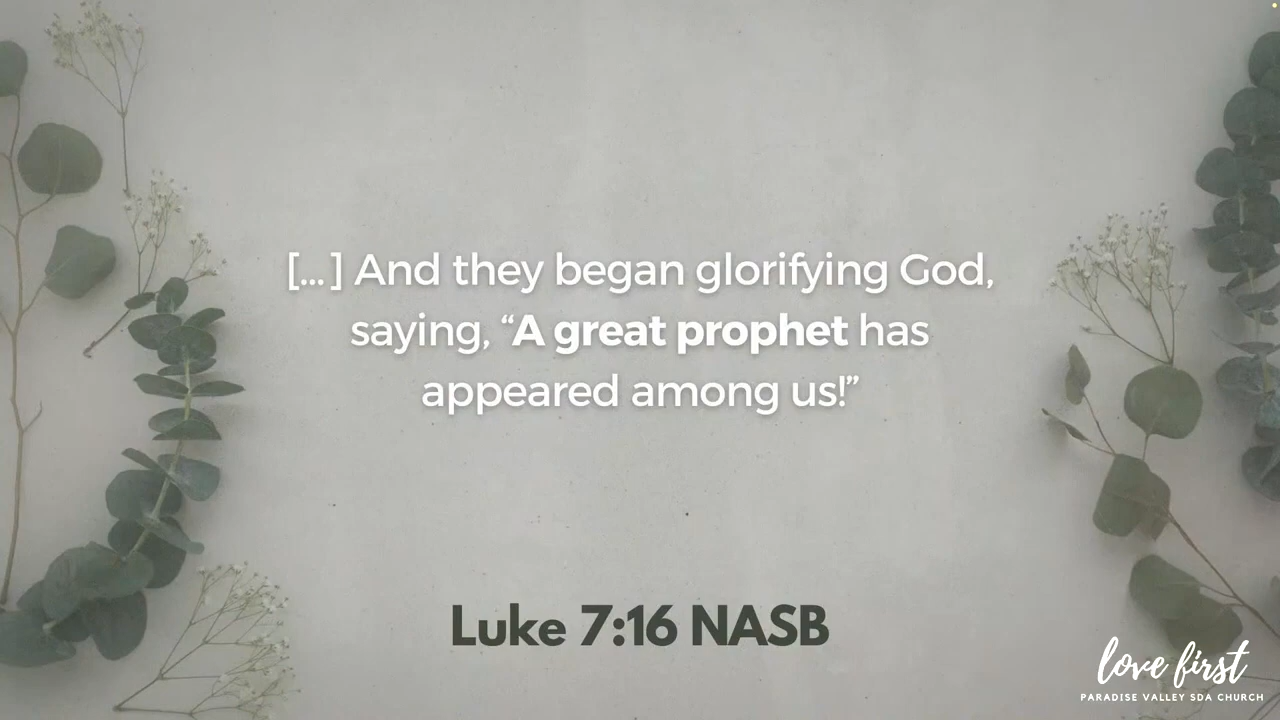 [...] And they began glorifying God,
saying, “A great prophet has
appeared among us!”
Luke 7:16 NASB
love first
PARADISE VALLEY SDA CHURCH